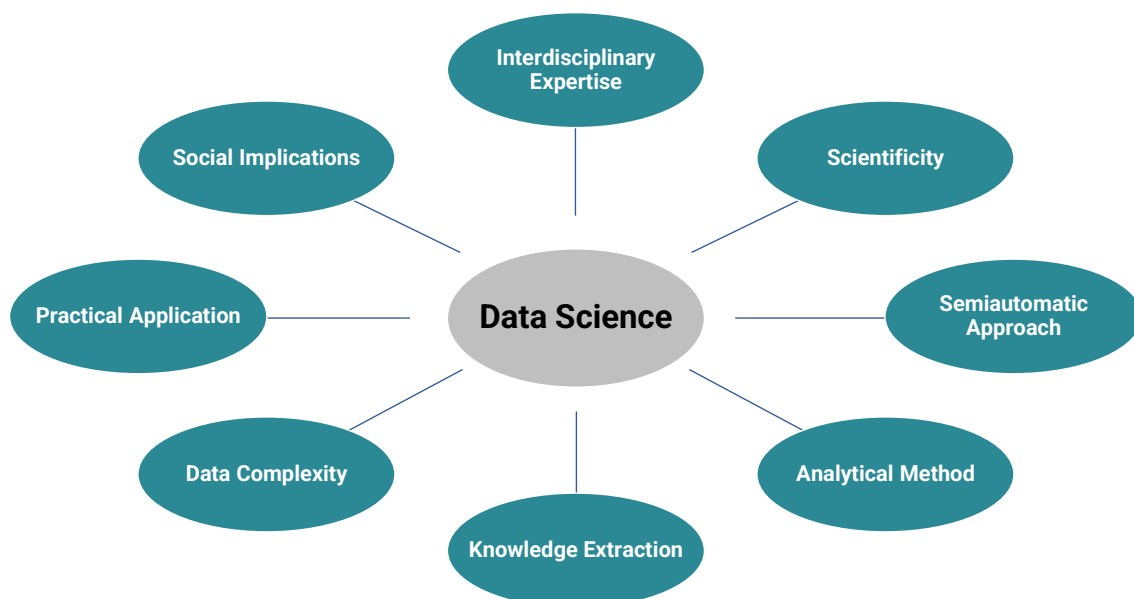 Interdisciplinary
Expertise
Social Implications
Scientificity
Practical Application
Data Science
Semiautomatic
Approach
Data Complexity
Analytical Method
Knowledge Extraction